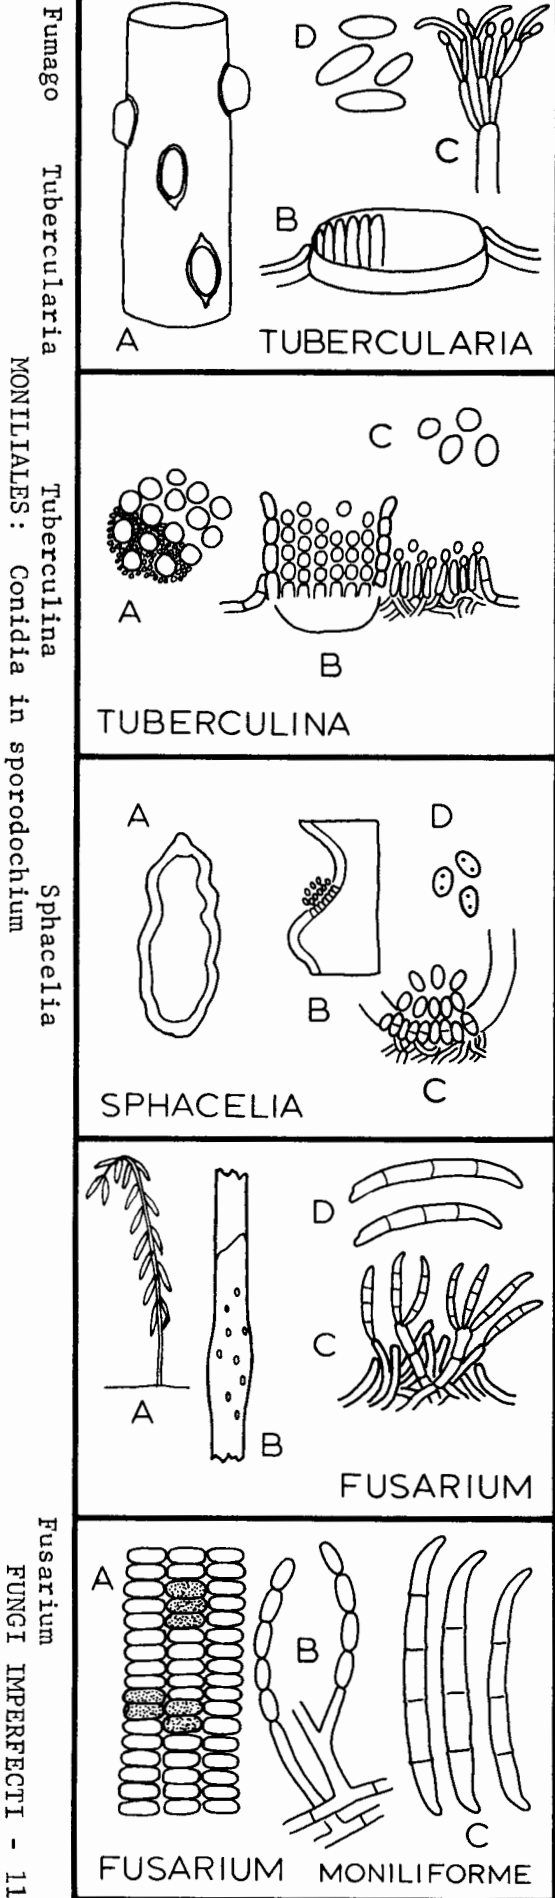 FUNGI IMPERFECTI - 11
MONILIALES: Conidia in sporodochium
Fumago Tubercularia Tuberculina Sphacelia Fusarium
D
C
B
A
TUBERCULARIA
C
A
B
TUBERCULINA
A
D
B
C
SPHACELIA
D
C
A
B
FUSARIUM
A
B
C
FUSARIUM MONILIFORME